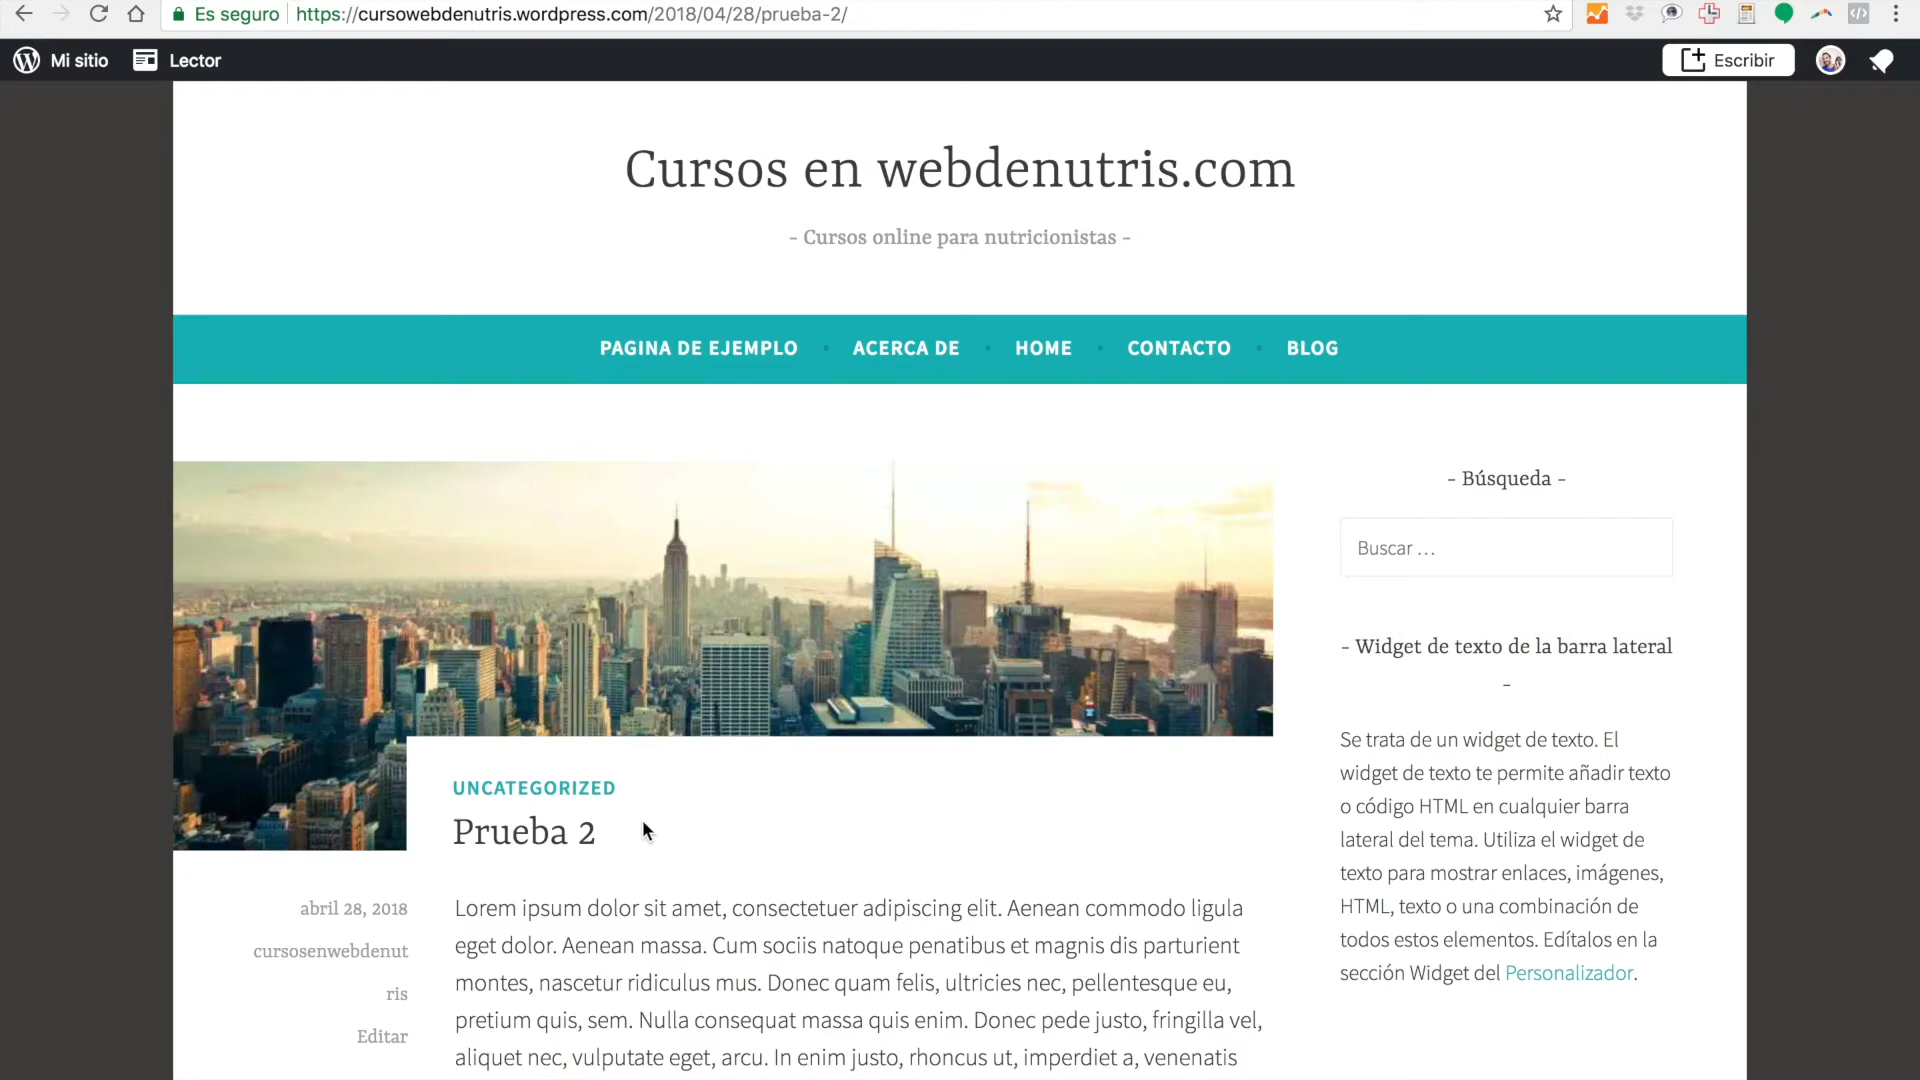 Es seguro
https://cursowebdenutris.wordpress.com/2018/04/28/prueba-2/
Mi sitio
Lector
Escribir
Cursos en webdenutris.com
- Cursos online para nutricionistas -
PAGINA DE EJEMPLO
ACERCA DE
HOME
CONTACTO
BLOG
UNCATEGORIZED
Prueba 2
abril 28, 2018
cursosenwebdenut
ris
Editar
Lorem ipsum dolor sit amet, consectetuer adipiscing elit. Aenean commodo ligula
eget dolor. Aenean massa. Cum sociis natoque penatibus et magnis dis parturient
montes, nascetur ridiculus mus. Donec quam felis, ultricies nec, pellentesque eu,
pretium quis, sem. Nulla consequat massa quis enim. Donec pede justo, fringilla vel,
aliquet nec, vulputate eget, arcu. In enim justo, rhoncus ut, imperdiet a, venenatis
- Búsqueda -
Buscar …
- Widget de texto de la barra lateral
-
Se trata de un widget de texto. El
widget de texto te permite añadir texto
o código HTML en cualquier barra
lateral del tema. Utiliza el widget de
texto para mostrar enlaces, imágenes,
HTML, texto o una combinación de
todos estos elementos. Edítalos en la
sección Widget del Personalizador.